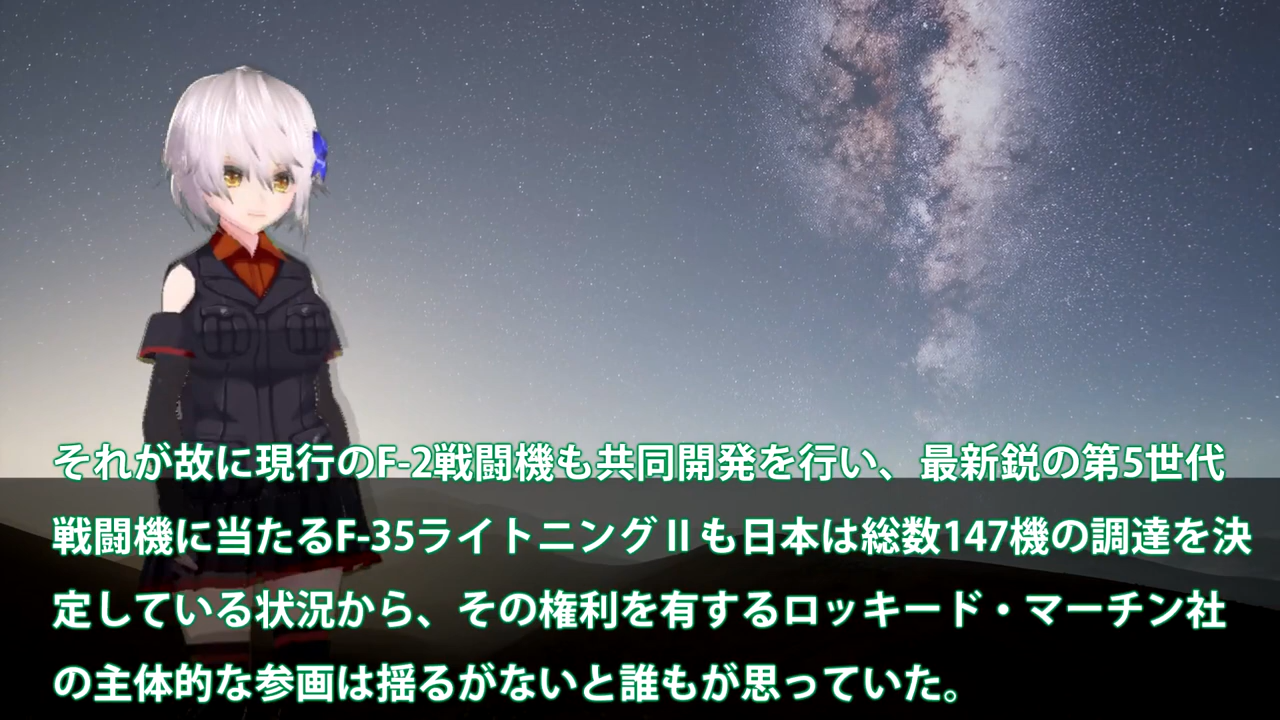 それが故に現行のF-2戦闘機も共同開発を行い、最新鋭の第5世代
戦闘機に当たるF-35ライトニングⅡも日本は総数147機の調達を決
定している状況から、その権利を有するロッキード・マーチン社
の主体的な参画は揺るがないと誰もが思っていた。